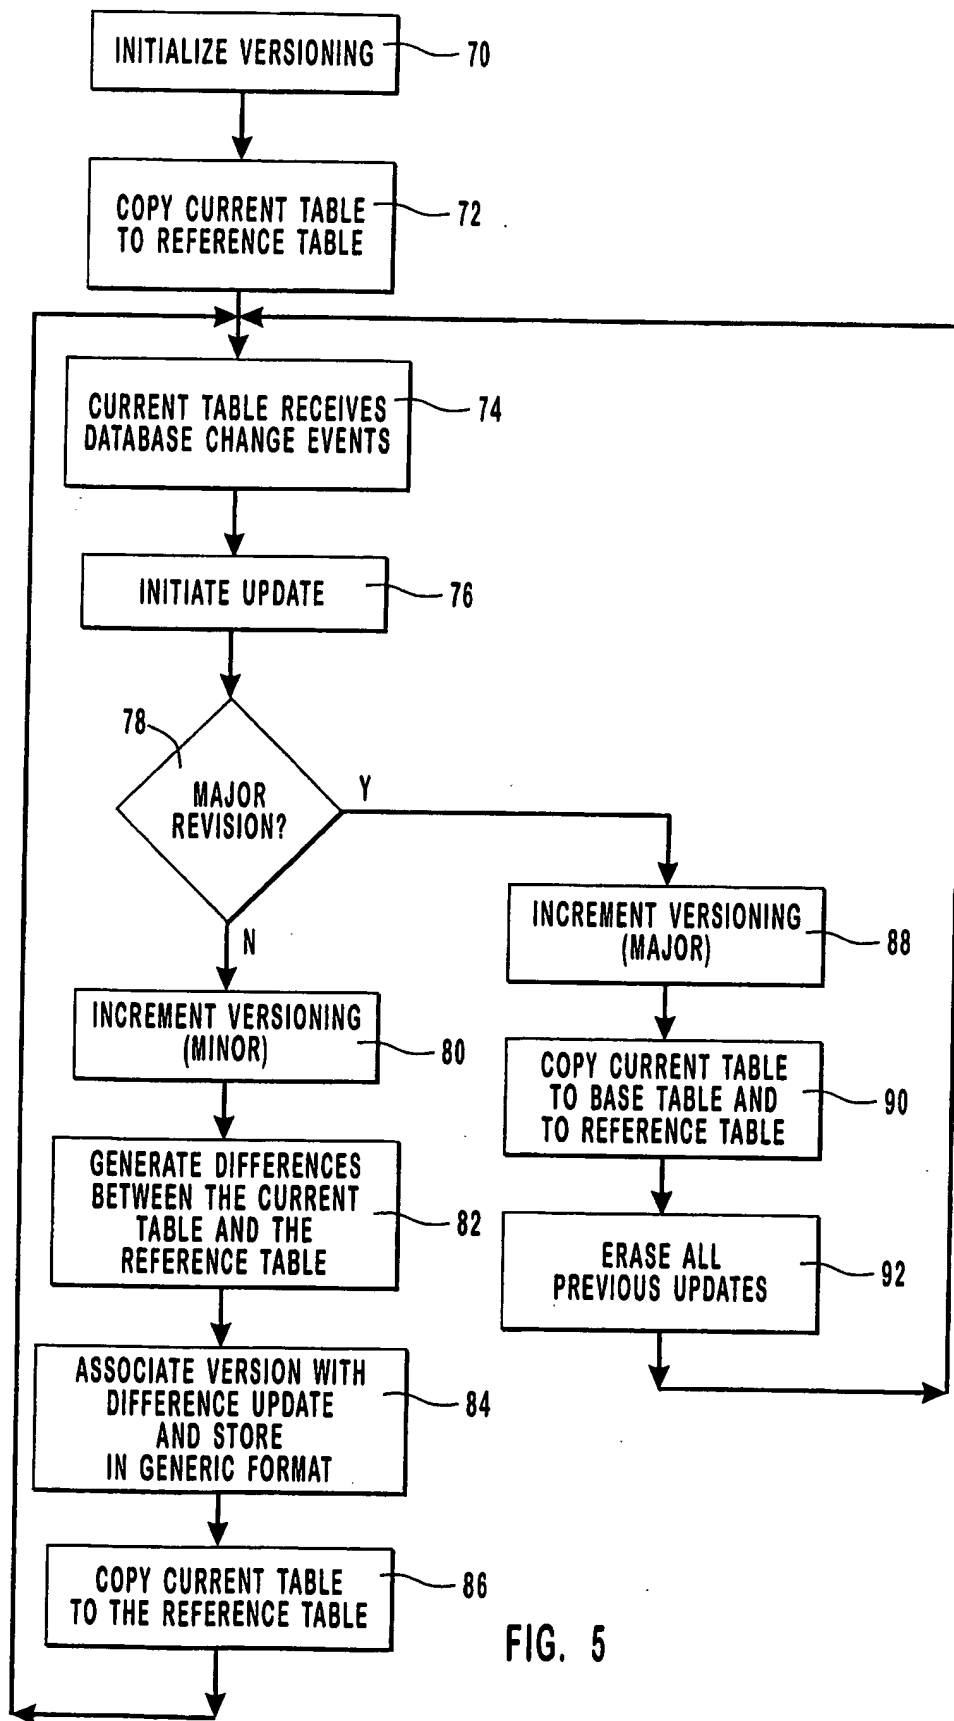 INITIALIZE VERSIONING
70
COPY CURRENT TABLE
TO REFERENCE TABLE
72
CURRENT TABLE RECEIVES
DATABASE CHANGE EVENTS
74
INITIATE UPDATE
76
78
MAJOR
REVISION?
Y
N
INCREMENT VERSIONING
(MAJOR)
88
INCREMENT VERSIONING
(MINOR)
80
COPY CURRENT TABLE
TO BASE TABLE AND
TO REFERENCE TABLE
90
GENERATE DIFFERENCES
BETWEEN THE CURRENT
TABLE AND THE
REFERENCE TABLE
82
ERASE ALL
PREVIOUS UPDATES
92
ASSOCIATE VERSION WITH
DIFFERENCE UPDATE
AND STORE
IN GENERIC FORMAT
84
COPY CURRENT TABLE
TO THE REFERENCE TABLE
86
FIG. 5